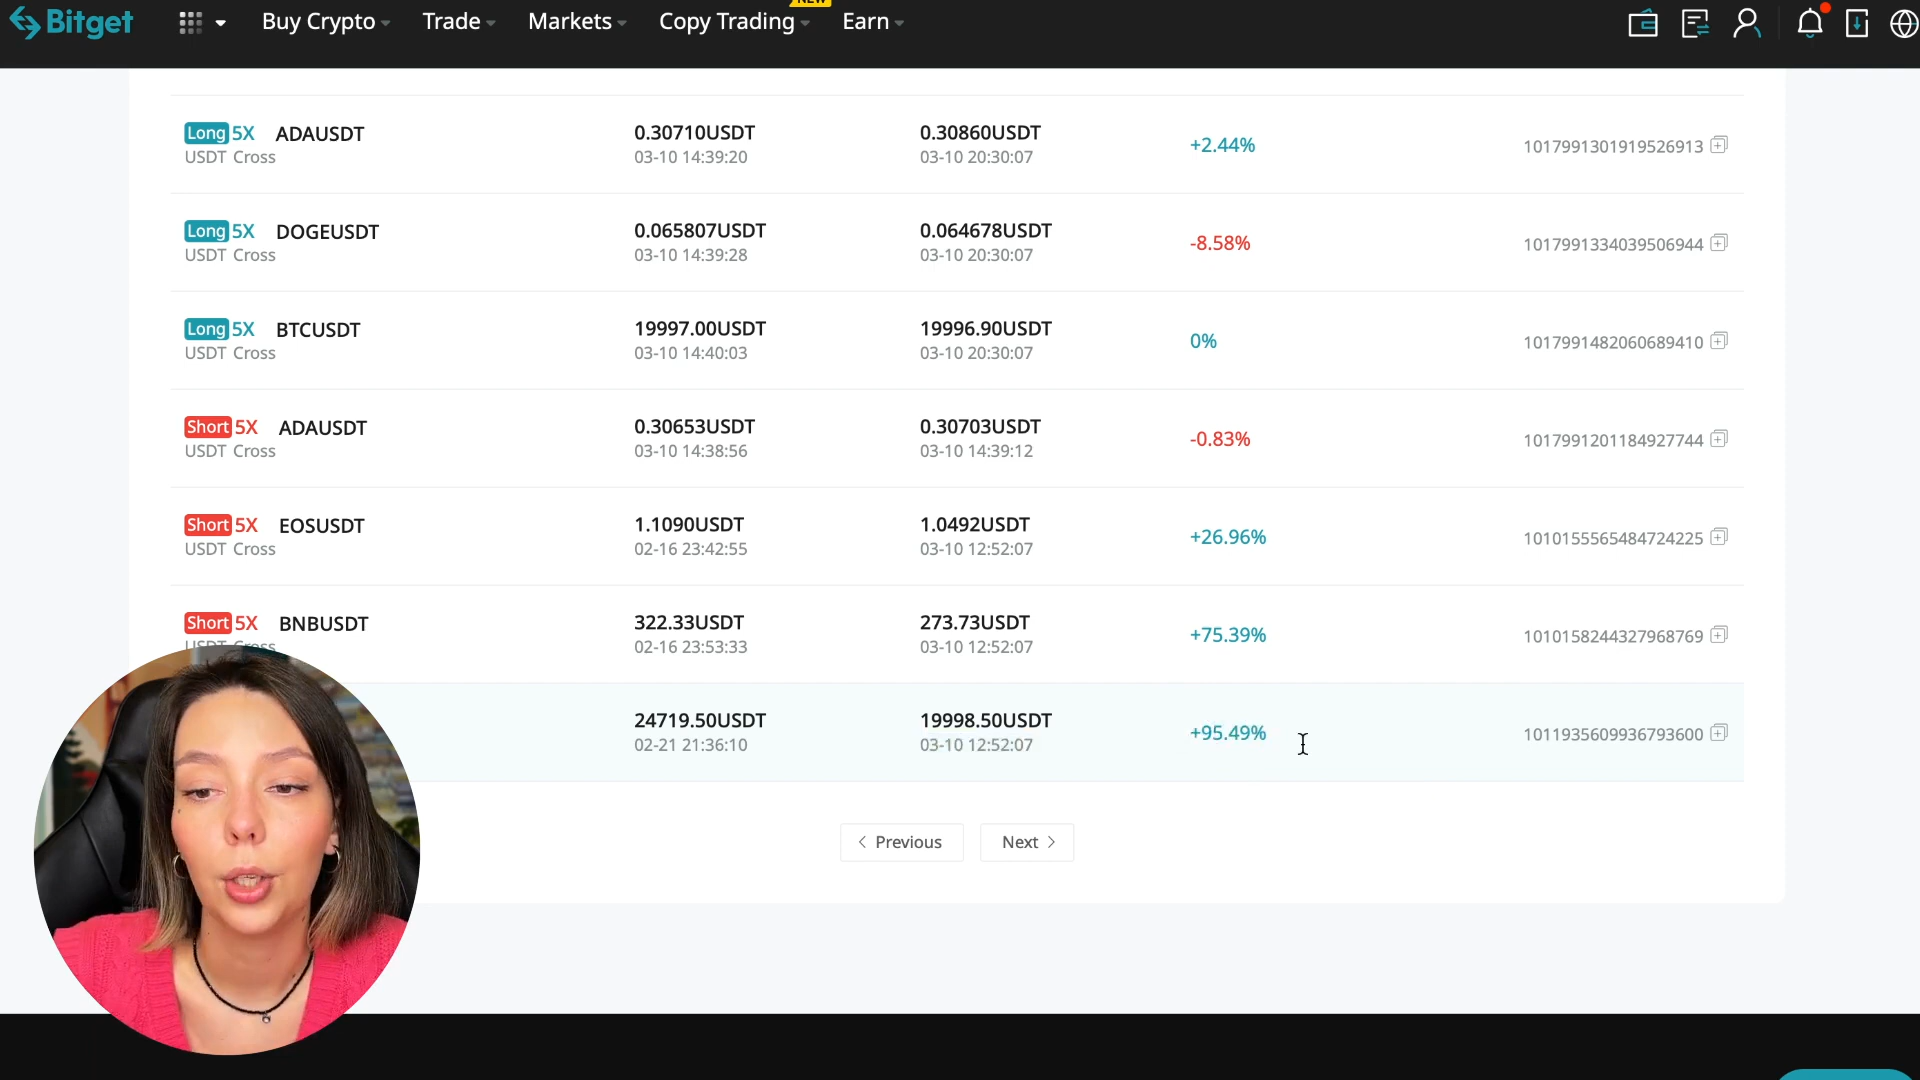 Bitget
Buy Crypto
Trade
Markets
Copy Trading
NEW
Earn
Long 5X ADAUSDT
USDT Cross
0.30710USDT
03-10 14:39:20
0.30860USDT
03-10 20:30:07
+2.44%
1017991301919526913
Long 5X DOGEUSDT
USDT Cross
0.065807USDT
03-10 14:39:28
0.064678USDT
03-10 20:30:07
-8.58%
1017991334039506944
Long 5X BTCUSDT
USDT Cross
19997.00USDT
03-10 14:40:03
19996.90USDT
03-10 20:30:07
0%
1017991482060689410
Short 5X ADAUSDT
USDT Cross
0.30653USDT
03-10 14:38:56
0.30703USDT
03-10 14:39:12
-0.83%
1017991201184927744
Short 5X EOSUSDT
USDT Cross
1.1090USDT
02-16 23:42:55
1.0492USDT
03-10 12:52:07
+26.96%
1010155565484724225
Short 5X BNBUSDT
USDT Cross
322.33USDT
02-16 23:53:33
273.73USDT
03-10 12:52:07
+75.39%
1010158244327968769
24719.50USDT
02-21 21:36:10
19998.50USDT
03-10 12:52:07
+95.49%
1011935609936793600
Previous
Next